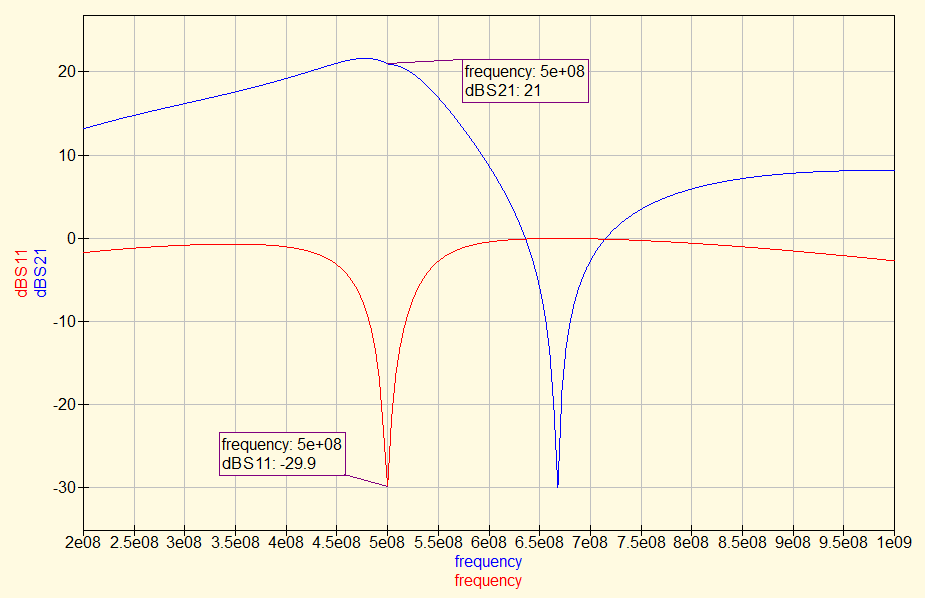 20
10
0
-10
-20
-30
dBS11
dBS21
frequency: 5e+08
dBS21: 21
frequency: 5e+08
dBS11: -29.9
2e08 2.5e08 3e08 3.5e08 4e08 4.5e08 5e08 5.5e08 6e08 6.5e08 7e08 7.5e08 8e08 8.5e08 9e08 9.5e08 1e09
frequency
frequency